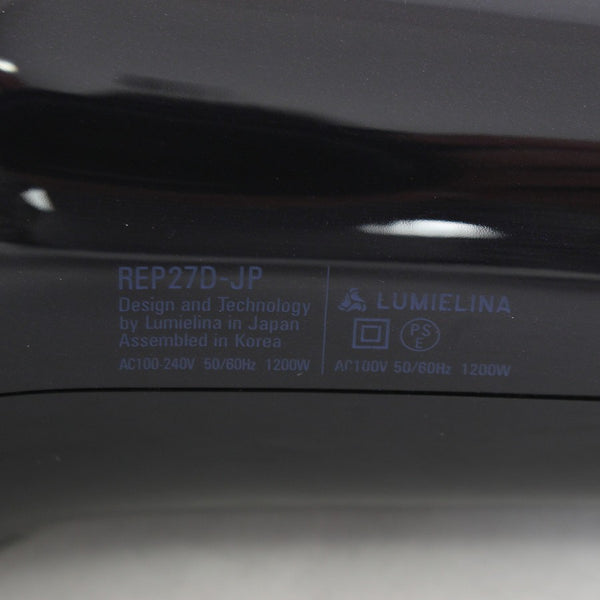 REP27D-JP
Design and Technology
by Lumielina in Japan
Assembled in Korea
AC100-240V 50/60Hz 1200W
LUMIELINA
PS
E
AC100V 50/60Hz 1200W